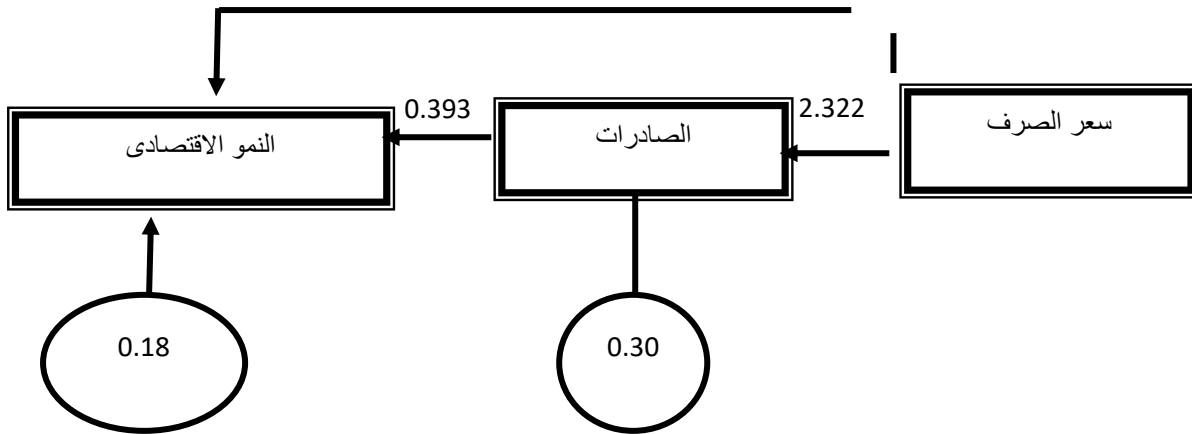 سعر الصرف
2.322
الصادرات
0.393
النمو الاقتصادى
0.30
0.18